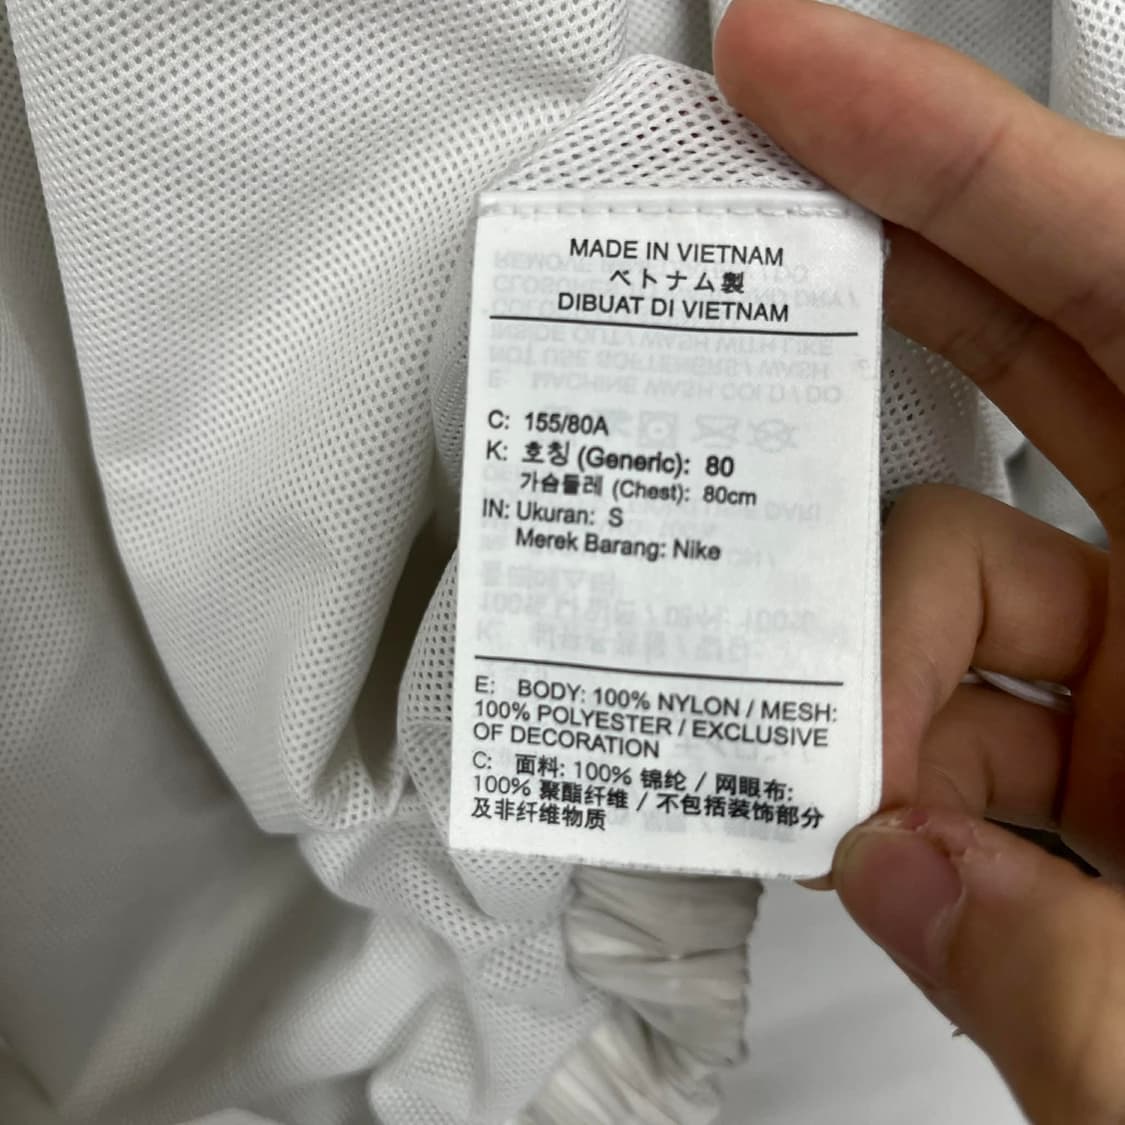 MADE IN VIETNAM
ベトナム製
DIBUAT DI VIETNAM
C: 155/80A
K: 호칭 (Generic): 80
가슴둘레 (Chest): 80cm
IN: Ukuran: S
Merek Barang: Nike
E: BODY: 100% NYLON / MESH:
100% POLYESTER / EXCLUSIVE
OF DECORATION
C: 面料: 100% 锦纶 / 网眼布:
100% 聚酯纤维 / 不包括装饰部分
及非纤维物质